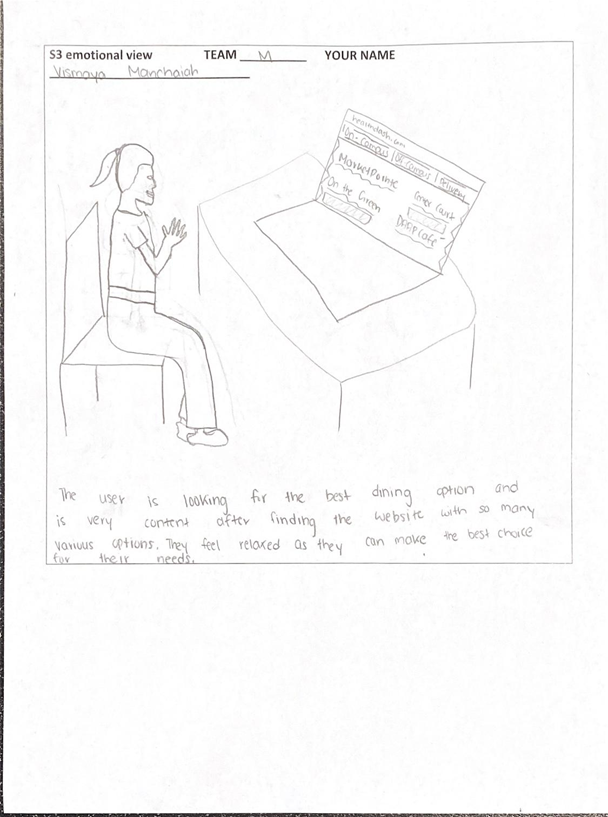 S3 emotional view TEAM M YOUR NAME
Vismaya Manchaiah
On-campus | Off campus | Delivery
MarketPointe
On the Green
Corner Court
DASH Cafe
The user is looking for the best dining option and
is very content after finding the website with so many
various options. They feel relaxed as they can make the best choice
for their needs.